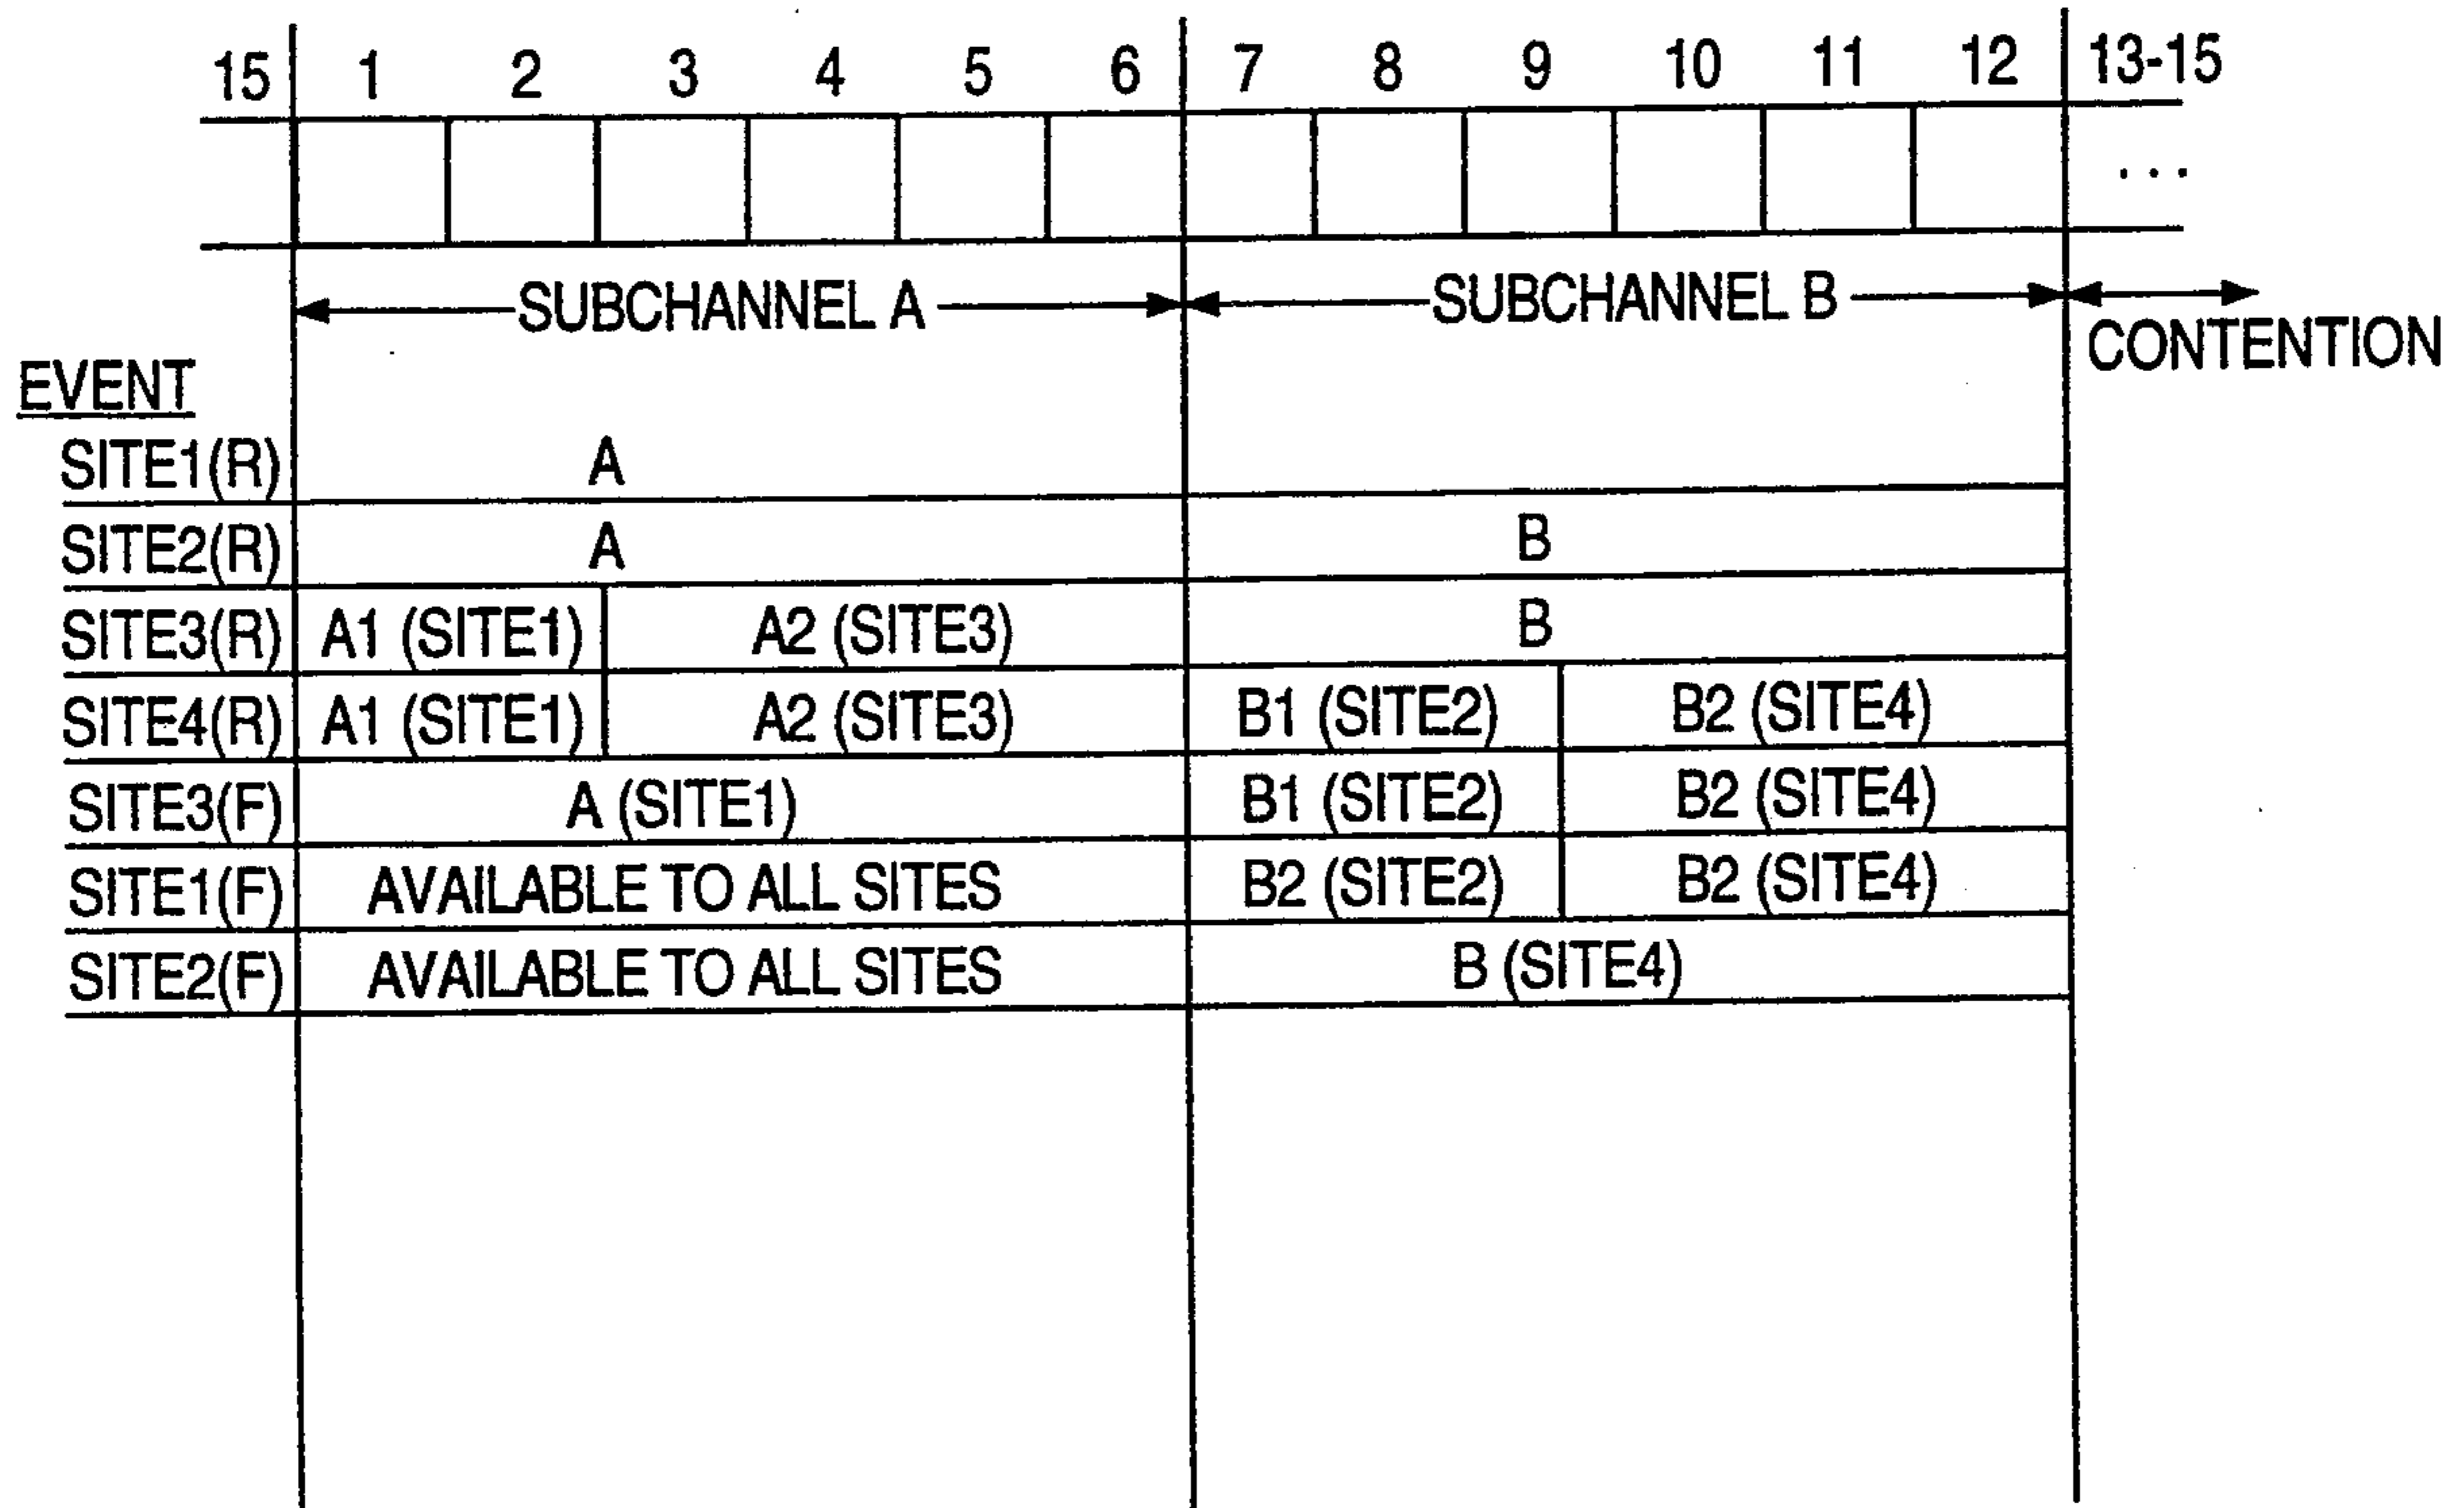 15 1 2 3 4 5 6 7 8 9 10 11 12 13-15
...
SUBCHANNEL A SUBCHANNEL B
CONTENTION
EVENT
SITE1(R) A
SITE2(R) A B
SITE3(R) A1 (SITE1) A2 (SITE3) B
SITE4(R) A1 (SITE1) A2 (SITE3) B1 (SITE2) B2 (SITE4)
SITE3(F) A (SITE1) B1 (SITE2) B2 (SITE4)
SITE1(F) AVAILABLE TO ALL SITES B2 (SITE2) B2 (SITE4)
SITE2(F) AVAILABLE TO ALL SITES B (SITE4)